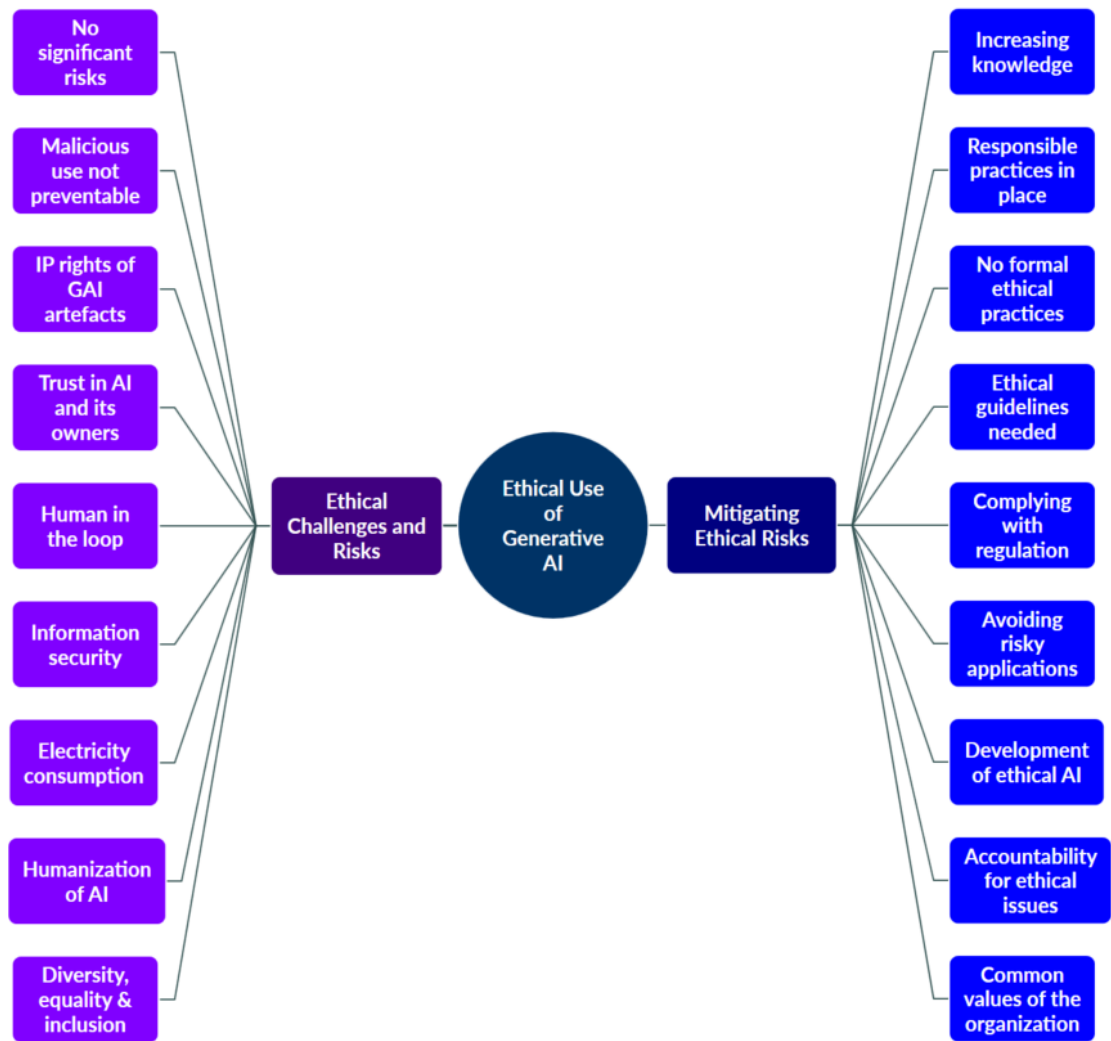 No
significant
risks
Malicious
use not
preventable
IP rights of
GAI
artefacts
Trust in AI
and its
owners
Human in
the loop
Information
security
Electricity
consumption
Humanization
of AI
Diversity,
equality &
inclusion
Ethical
Challenges and
Risks
Ethical Use
of
Generative
AI
Mitigating
Ethical Risks
Increasing
knowledge
Responsible
practices in
place
No formal
ethical
practices
Ethical
guidelines
needed
Complying
with
regulation
Avoiding
risky
applications
Development
of ethical AI
Accountability
for ethical
issues
Common
values of the
organization